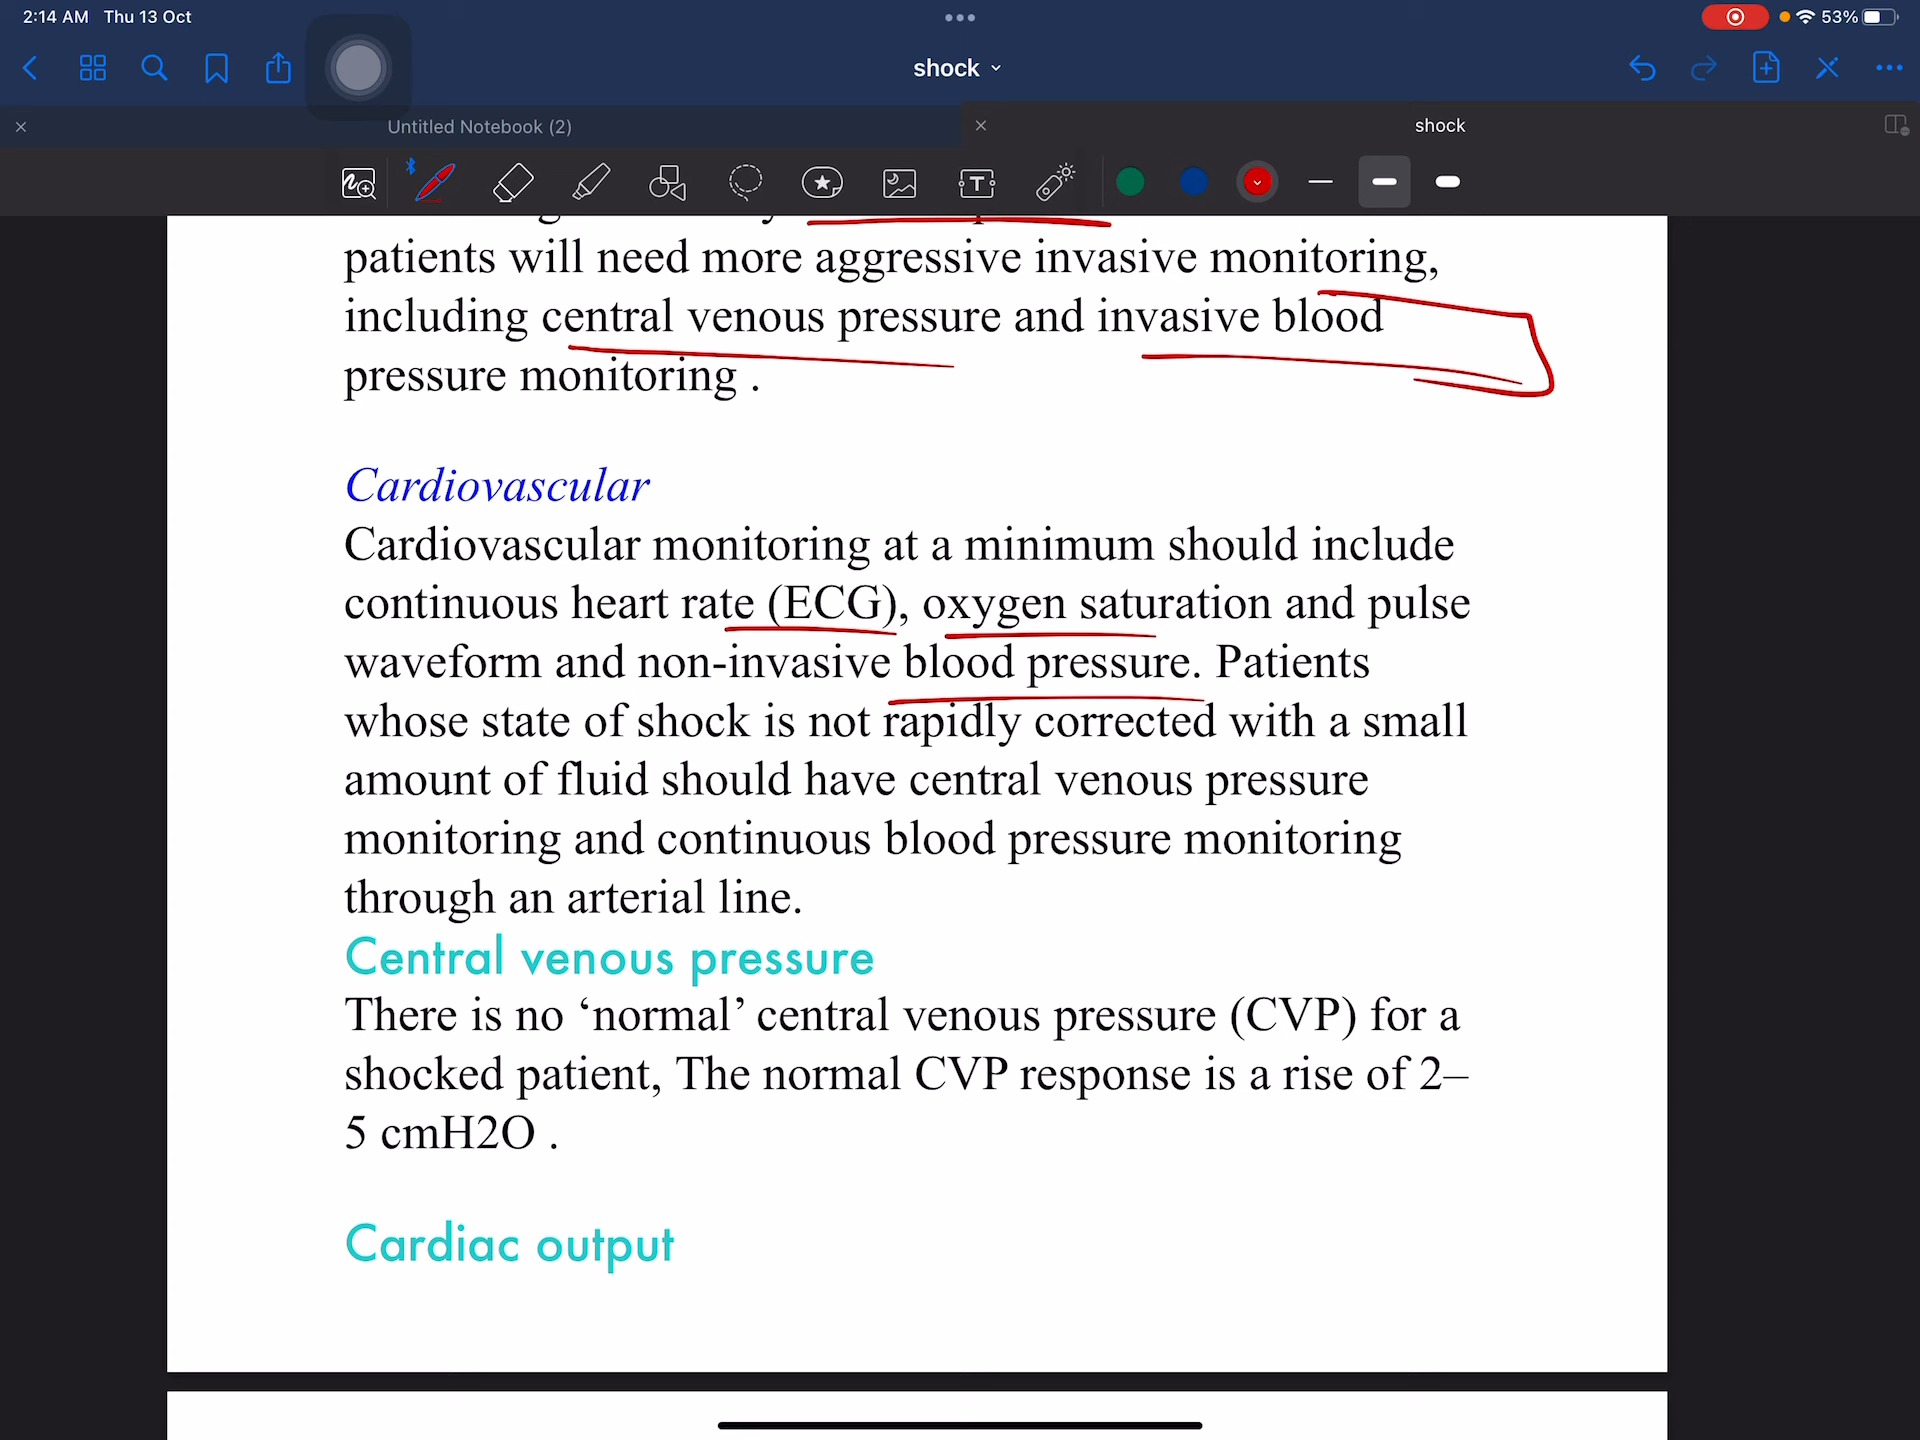 2:14 AM Thu 13 Oct
53%
shock
Untitled Notebook (2)
shock
patients will need more aggressive invasive monitoring,
including central venous pressure and invasive blood
pressure monitoring .
Cardiovascular
Cardiovascular monitoring at a minimum should include
continuous heart rate (ECG), oxygen saturation and pulse
waveform and non-invasive blood pressure. Patients
whose state of shock is not rapidly corrected with a small
amount of fluid should have central venous pressure
monitoring and continuous blood pressure monitoring
through an arterial line.
Central venous pressure
There is no ‘normal’ central venous pressure (CVP) for a
shocked patient, The normal CVP response is a rise of 2–
5 cmH2O .
Cardiac output